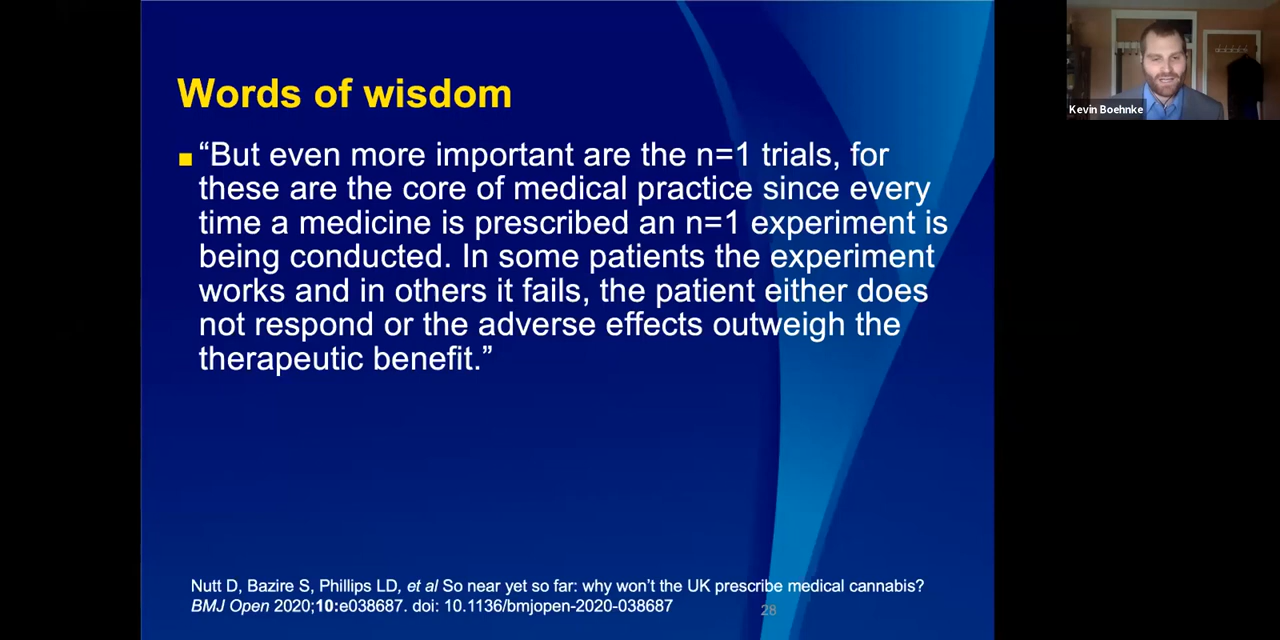 Words of wisdom
“But even more important are the n=1 trials, for
these are the core of medical practice since every
time a medicine is prescribed an n=1 experiment is
being conducted. In some patients the experiment
works and in others it fails, the patient either does
not respond or the adverse effects outweigh the
therapeutic benefit.”
Nutt D, Bazire S, Phillips LD, et al So near yet so far: why won’t the UK prescribe medical cannabis?
BMJ Open 2020;10:e038687. doi: 10.1136/bmjopen-2020-038687
28
Kevin Boehnke